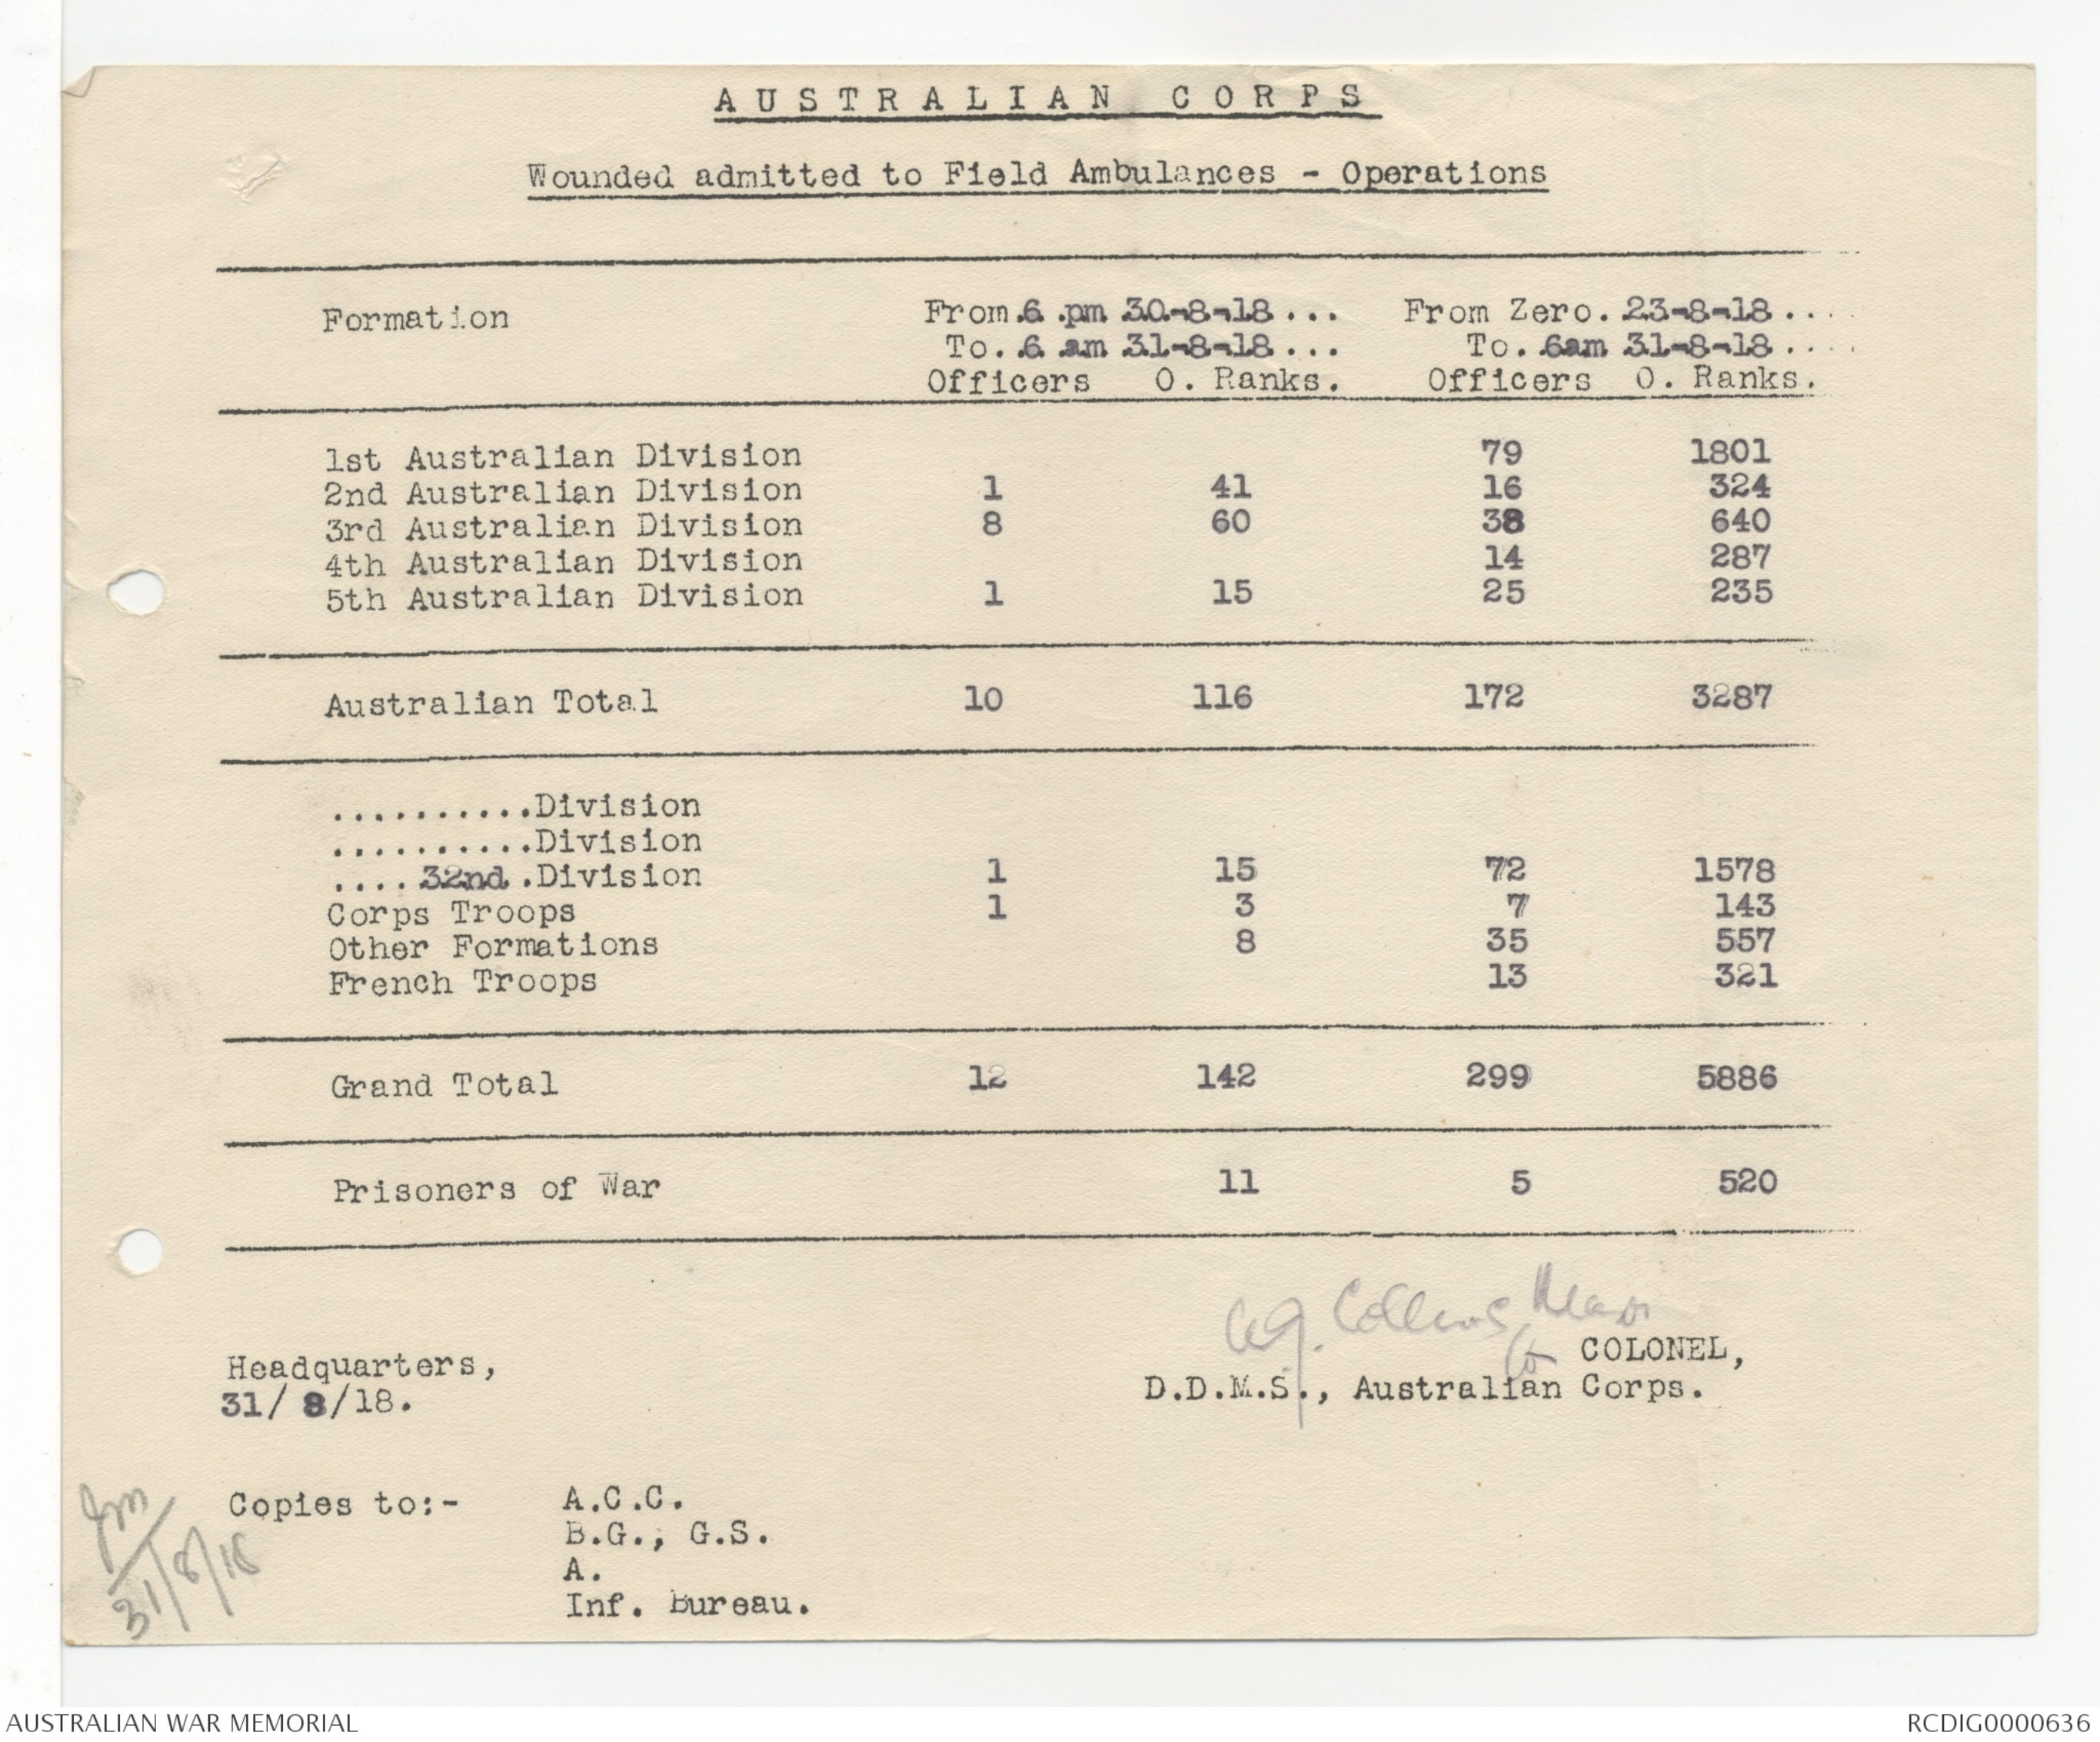 AUSTRALIAN CORPS
Wounded admitted to Field Ambulances - Operations
Formation From.6 .pm 30-8-18... From Zero. 23-8-18....
To..6 am 31-8-18... To..6am 31-8-18....
Officers O. Ranks. Officers O. Ranks.
1st Australian Division 79 1801
2nd Australian Division 1 41 16 324
3rd Australian Division 8 60 38 640
4th Australian Division 14 287
5th Australian Division 1 15 25 235
Australian Total 10 116 172 3287
..........Division
..........Division
....32nd.Division 1 15 72 1578
Corps Troops 1 3 7 143
Other Formations 8 35 557
French Troops 13 321
Grand Total 12 142 299 5886
Prisoners of War 11 5 520
Collins Major
Headquarters, COLONEL,
31/8/18. D.D.M.S., Australian Corps.
Copies to:- A.C.C.
B.G., G.S.
A.
Inf. Bureau.
31/8/18
AUSTRALIAN WAR MEMORIAL RCDIG0000636